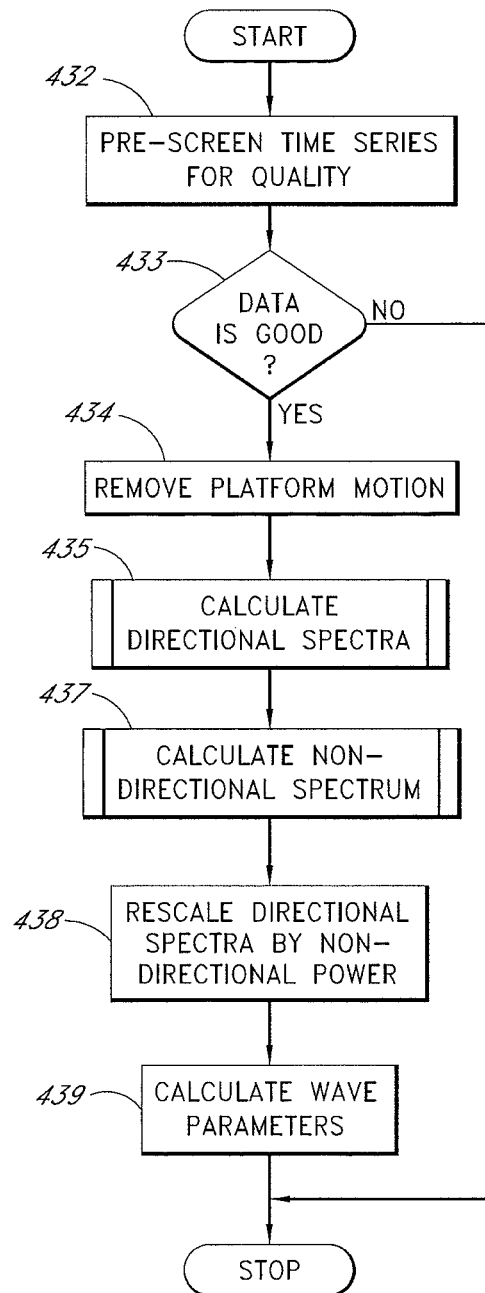 START
432
PRE-SCREEN TIME SERIES
FOR QUALITY
433
DATA
IS GOOD
?
NO
YES
434
REMOVE PLATFORM MOTION
435
CALCULATE
DIRECTIONAL SPECTRA
437
CALCULATE NON-
DIRECTIONAL SPECTRUM
438
RESCALE DIRECTIONAL
SPECTRA BY NON-
DIRECTIONAL POWER
439
CALCULATE WAVE
PARAMETERS
STOP